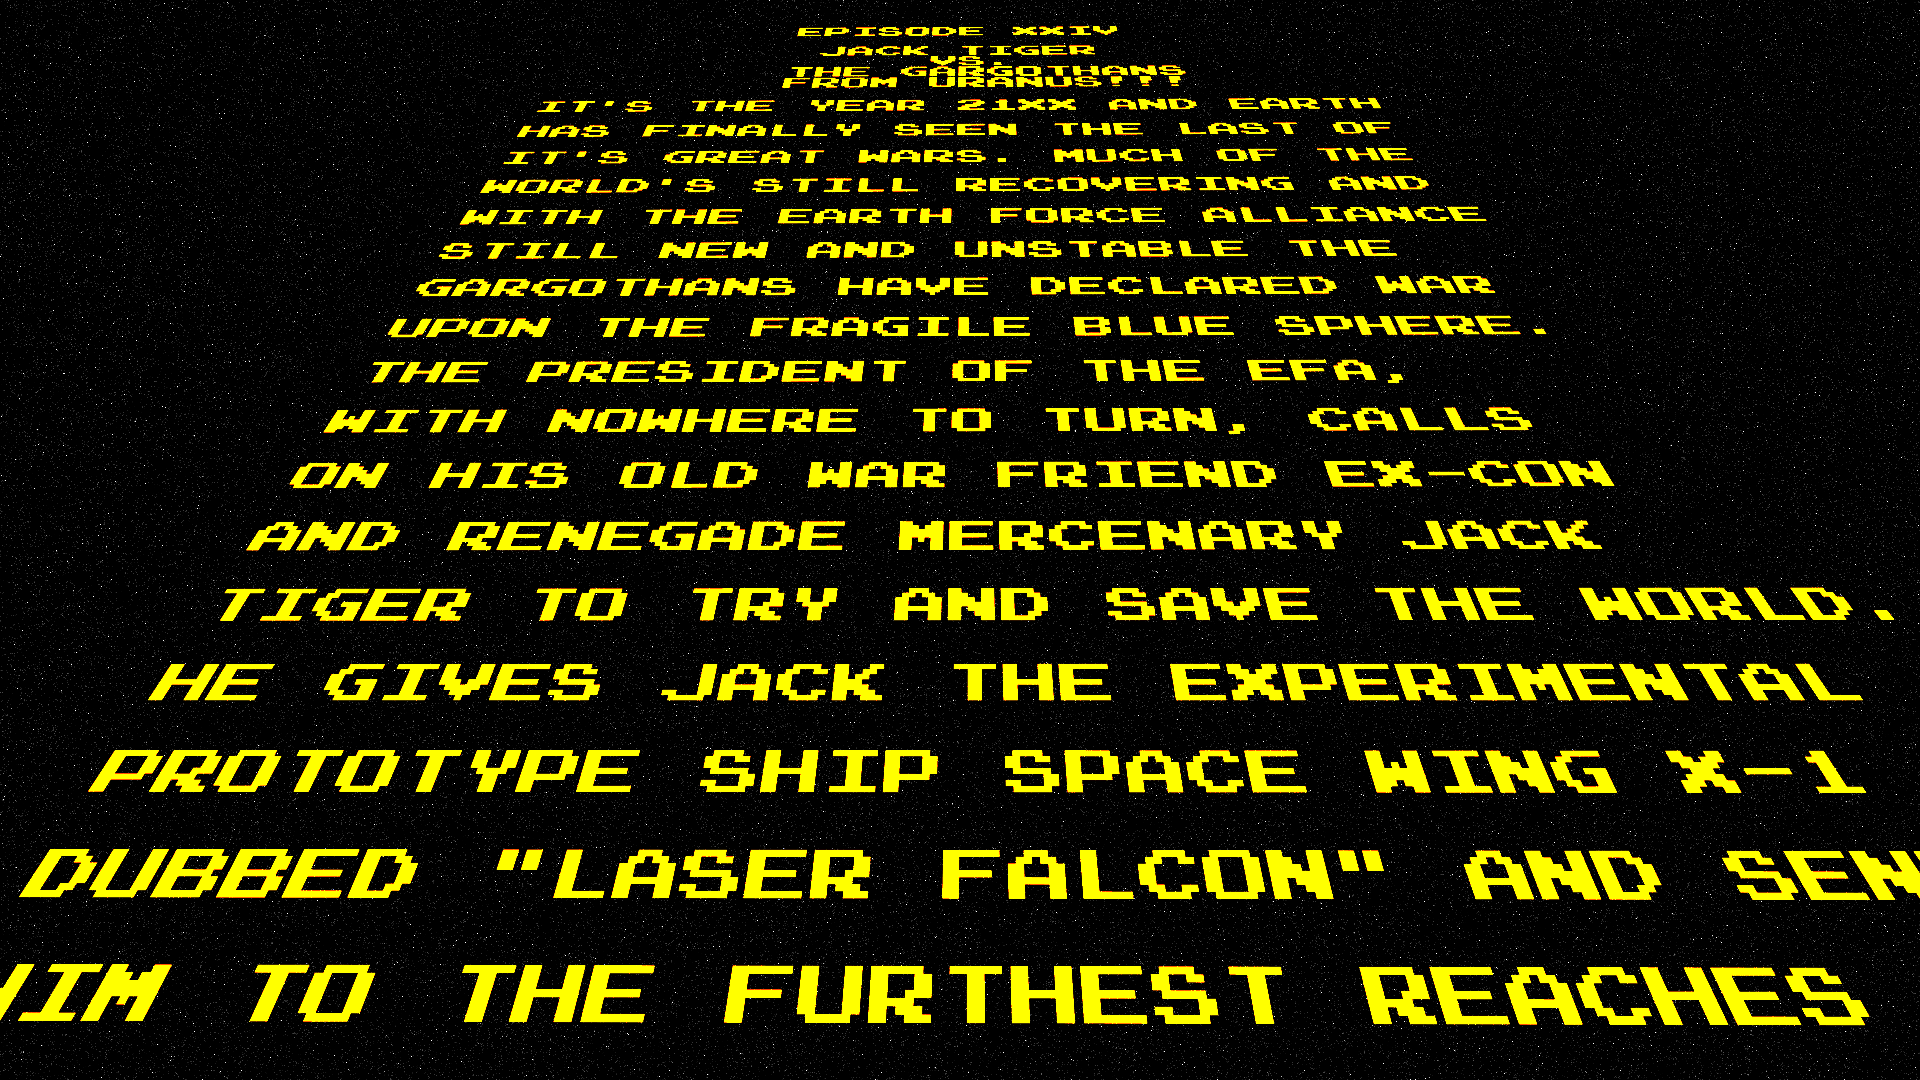 EPISODE XXIV
JACK TIGER
VS.
THE GARGOTHANS
FROM URANUS!!!
IT'S THE YEAR 21XX AND EARTH
HAS FINALLY SEEN THE LAST OF
IT'S GREAT WARS. MUCH OF THE
WORLD'S STILL RECOVERING AND
WITH THE EARTH FORCE ALLIANCE
STILL NEW AND UNSTABLE THE
GARGOTHANS HAVE DECLARED WAR
UPON THE FRAGILE BLUE SPHERE.
THE PRESIDENT OF THE EFA,
WITH NOWHERE TO TURN, CALLS
ON HIS OLD WAR FRIEND EX-CON
AND RENEGADE MERCENARY JACK
TIGER TO TRY AND SAVE THE WORLD.
HE GIVES JACK THE EXPERIMENTAL
PROTOTYPE SHIP SPACE WING X-1
DUBBED "LASER FALCON" AND SEN
HIM TO THE FURTHEST REACHES